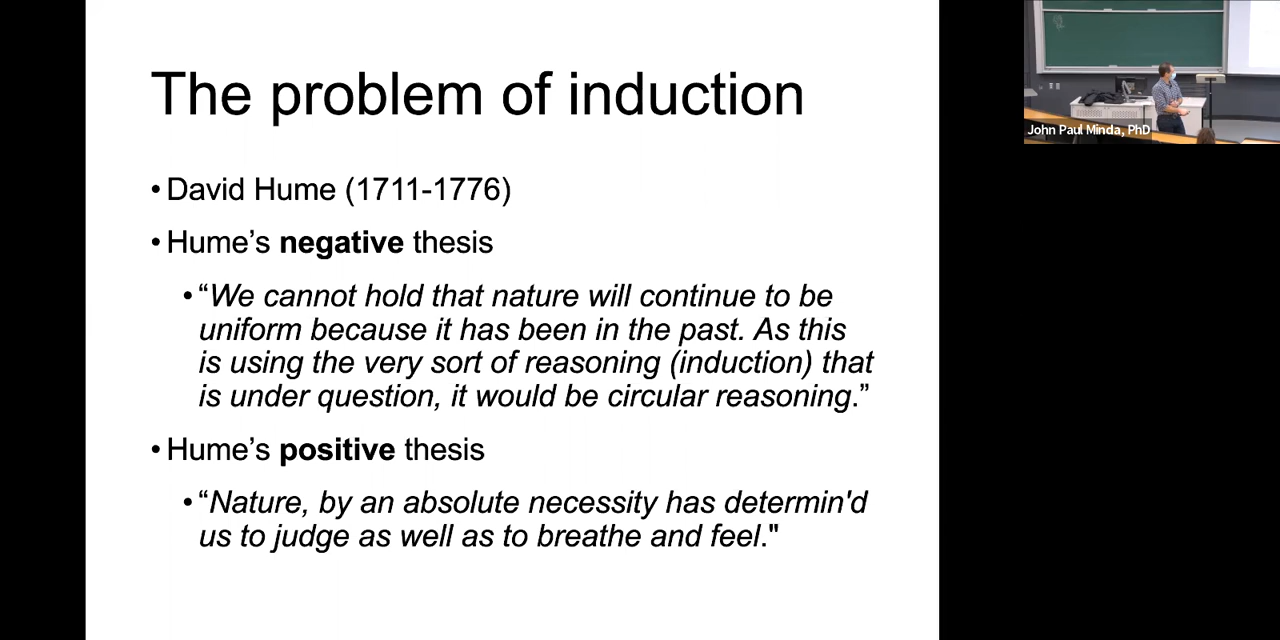 The problem of induction
• David Hume (1711-1776)
• Hume’s negative thesis
• “We cannot hold that nature will continue to be
uniform because it has been in the past. As this
is using the very sort of reasoning (induction) that
is under question, it would be circular reasoning.”
• Hume’s positive thesis
• “Nature, by an absolute necessity has determin'd
us to judge as well as to breathe and feel."
John Paul Minda, PhD